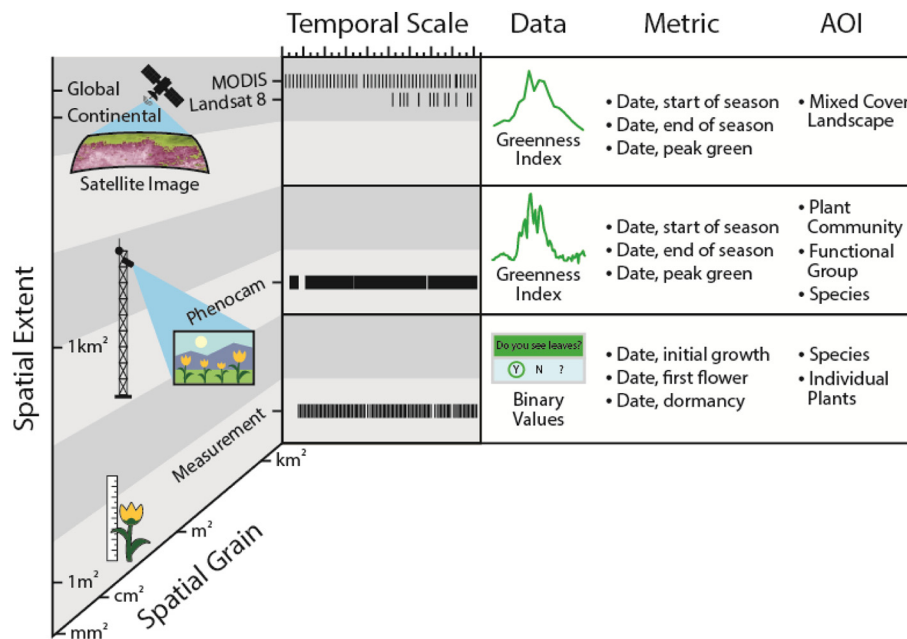 Temporal Scale
Data
Metric
AOI
Global
Continental
Satellite Image
MODIS
Landsat 8
Greenness
Index
• Date, start of season
• Date, end of season
• Date, peak green
• Mixed Cover
Landscape
Phenocam
Greenness
Index
• Date, start of season
• Date, end of season
• Date, peak green
• Plant
Community
• Functional
Group
• Species
Spatial Extent
1km²
Measurement
Do you see leaves?
Y N ?
Binary
Values
• Date, initial growth
• Date, first flower
• Date, dormancy
• Species
• Individual
Plants
km²
m²
Spatial Grain
1m²
cm²
mm²